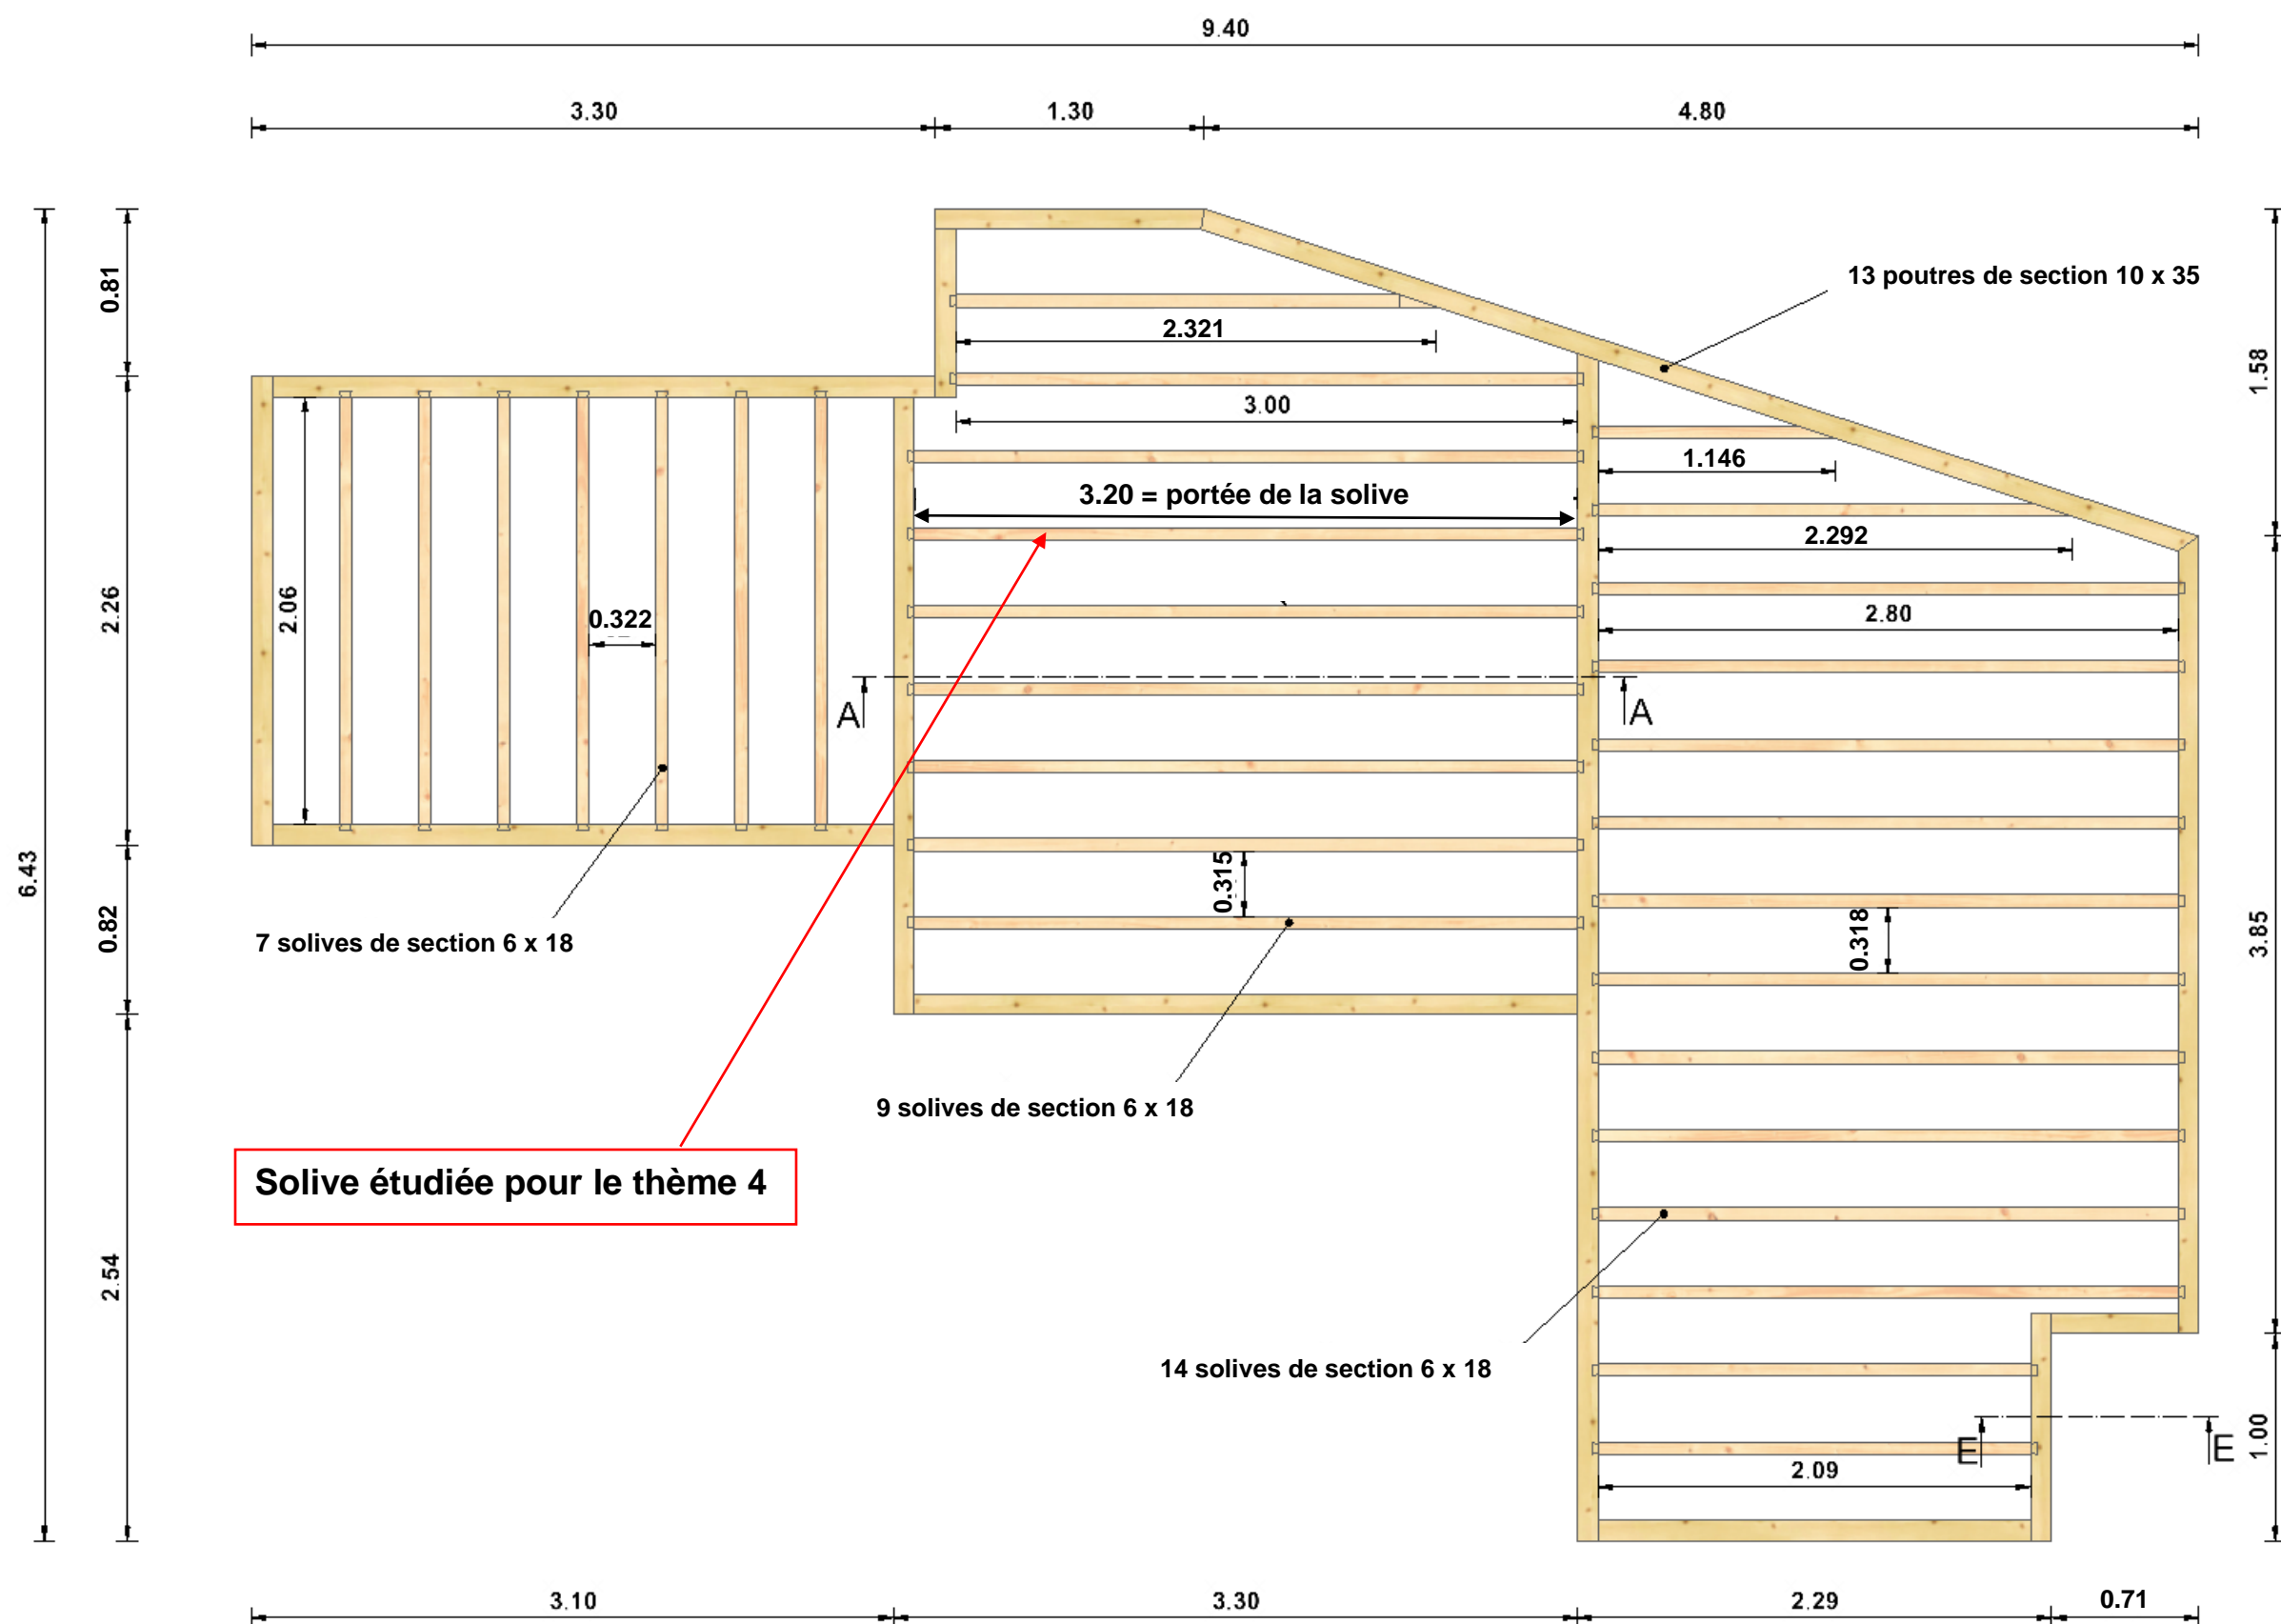 9.40
3.30
1.30
4.80
13 poutres de section 10 x 35
0.81
2.321
1.58
3.00
1.146
3.20 = portée de la solive
2.292
2.26
2.06
0.322
2.80
A
A
6.43
0.82
0.315
7 solives de section 6 x 18
0.318
3.85
9 solives de section 6 x 18
Solive étudiée pour le thème 4
2.54
14 solives de section 6 x 18
E
E
1.00
2.09
3.10
3.30
2.29
0.71